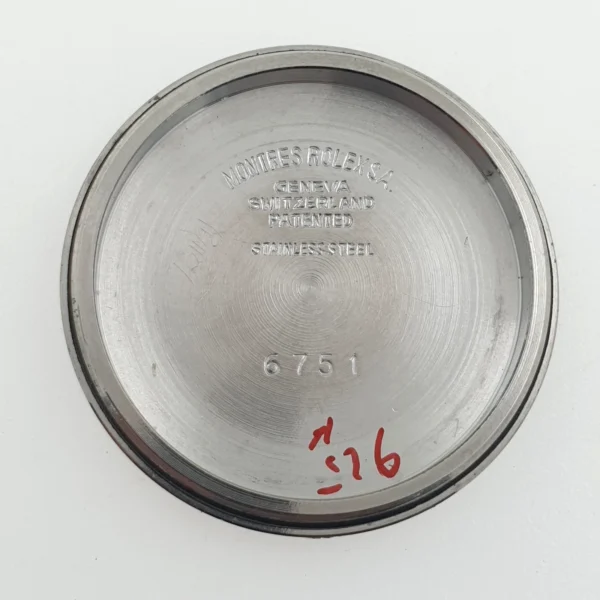 MONTRES ROLEX S.A.
GENEVA
SWITZERLAND
PATENTED
STAINLESS STEEL
6751